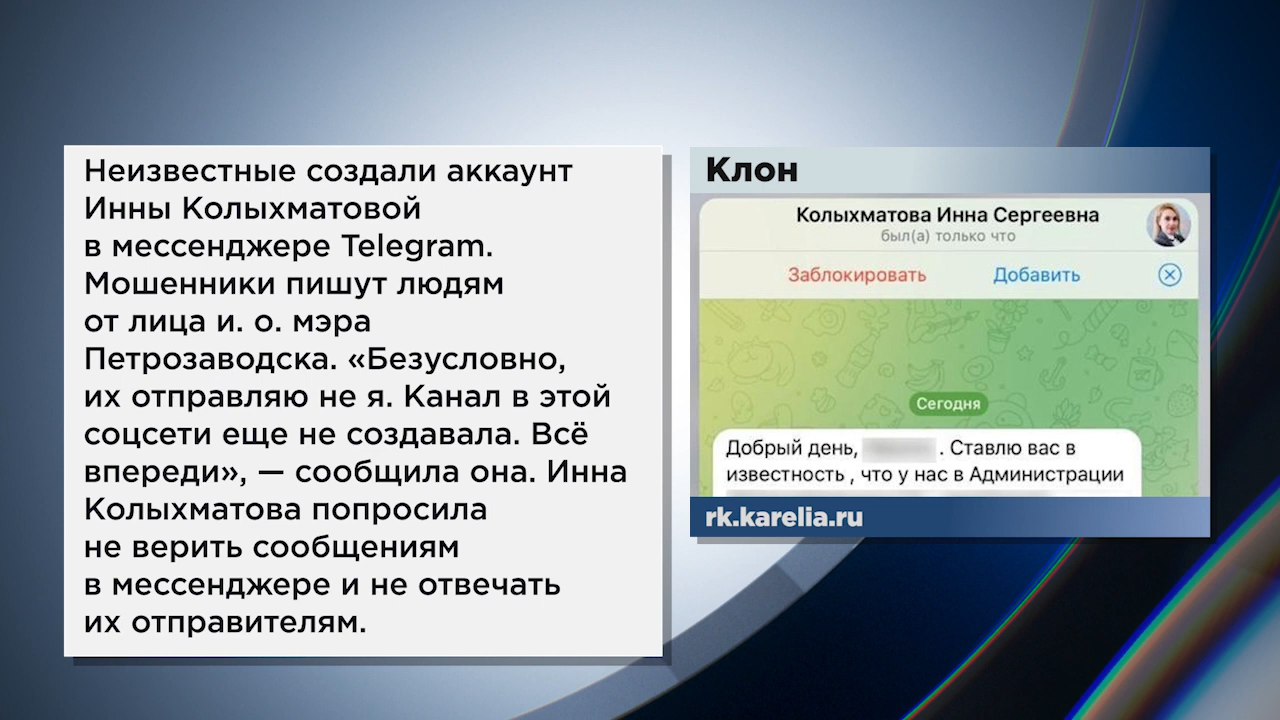 Неизвестные создали аккаунт
Инны Колыхматовой
в мессенджере Telegram.
Мошенники пишут людям
от лица и. о. мэра
Петрозаводска. «Безусловно,
их отправляю не я. Канал в этой
соцсети еще не создавала. Всё
впереди», — сообщила она. Инна
Колыхматова попросила
не верить сообщениям
в мессенджере и не отвечать
их отправителям.
Клон
Колыхматова Инна Сергеевна
был(а) только что
Заблокировать Добавить
Сегодня
Добрый день, . Ставлю вас в
известность , что у нас в Администрации
rk.karelia.ru